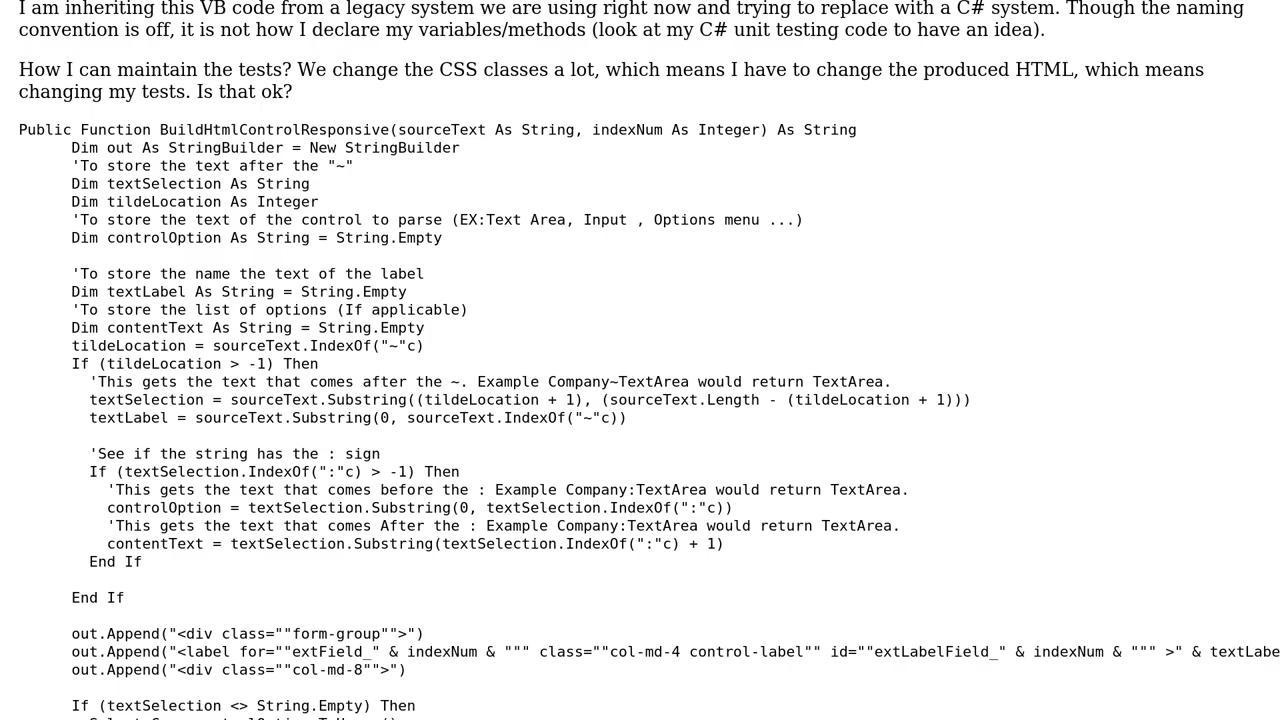 I am inheriting this VB code from a legacy system we are using right now and trying to replace with a C# system. Though the naming
convention is off, it is not how I declare my variables/methods (look at my C# unit testing code to have an idea).
How I can maintain the tests? We change the CSS classes a lot, which means I have to change the produced HTML, which means
changing my tests. Is that ok?
Public Function BuildHtmlControlResponsive(sourceText As String, indexNum As Integer) As String
Dim out As StringBuilder = New StringBuilder
'To store the text after the "~"
Dim textSelection As String
Dim tildeLocation As Integer
'To store the text of the control to parse (EX:Text Area, Input , Options menu ...)
Dim controlOption As String = String.Empty
'To store the name the text of the label
Dim textLabel As String = String.Empty
'To store the list of options (If applicable)
Dim contentText As String = String.Empty
tildeLocation = sourceText.IndexOf("~"c)
If (tildeLocation > -1) Then
'This gets the text that comes after the ~. Example Company~TextArea would return TextArea.
textSelection = sourceText.Substring((tildeLocation + 1), (sourceText.Length - (tildeLocation + 1)))
textLabel = sourceText.Substring(0, sourceText.IndexOf("~"c))
'See if the string has the : sign
If (textSelection.IndexOf(":"c) > -1) Then
'This gets the text that comes before the : Example Company:TextArea would return TextArea.
controlOption = textSelection.Substring(0, textSelection.IndexOf(":"c))
'This gets the text that comes After the : Example Company:TextArea would return TextArea.
contentText = textSelection.Substring(textSelection.IndexOf(":"c) + 1)
End If
End If
out.Append("<div class=""form-group"">")
out.Append("<label for=""extField_" & indexNum & """ class=""col-md-4 control-label"" id=""extLabelField_" & indexNum & """ >" & textLabe
out.Append("<div class=""col-md-8"">")
If (textSelection <> String.Empty) Then